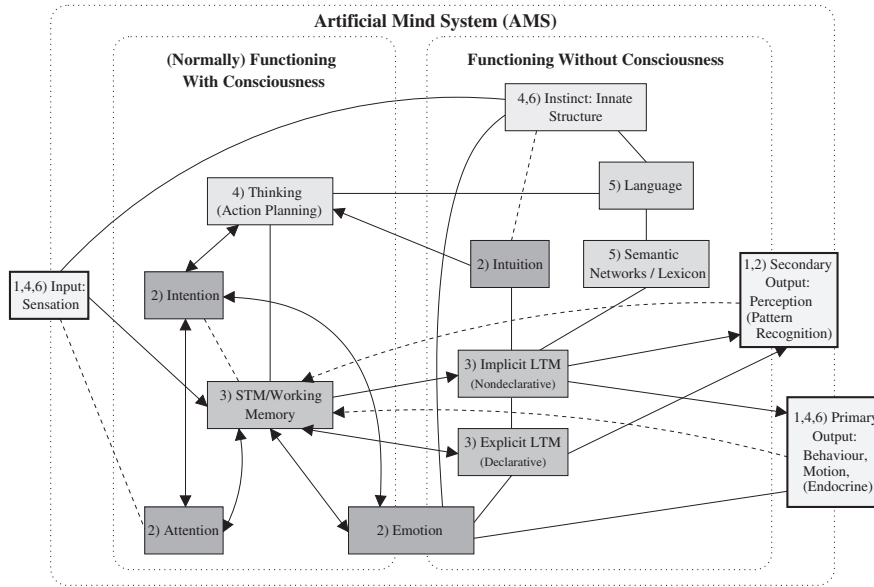 Artificial Mind System (AMS)
(Normally) Functioning
With Consciousness
Functioning Without Consciousness
4,6) Instinct: Innate
Structure
4) Thinking
(Action Planning)
5) Language
2) Intuition
5) Semantic
Networks / Lexicon
1,4,6) Input:
Sensation
2) Intention
1,2) Secondary
Output:
Perception
(Pattern
Recognition)
3) STM/Working
Memory
3) Implicit LTM
(Nondeclarative)
3) Explicit LTM
(Declarative)
1,4,6) Primary
Output:
Behaviour,
Motion,
(Endocrine)
2) Attention
2) Emotion